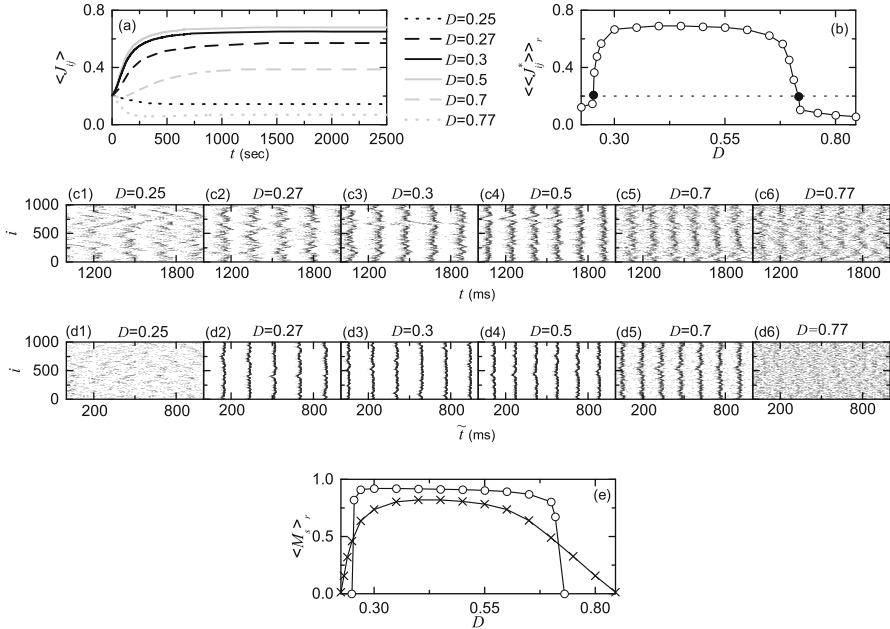 (a)
0.8
0.4
0.0
<J_ij>
0 500 1000 1500 2000 2500
t (sec)
D=0.25
D=0.27
D=0.3
D=0.5
D=0.7
D=0.77
(b)
0.8
0.4
0.0
<<J*_ij>>_r
0.30 0.55 0.80
D
(c1) D=0.25 (c2) D=0.27 (c3) D=0.3 (c4) D=0.5 (c5) D=0.7 (c6) D=0.77
1000
500
0
i
1200 1800 1200 1800 1200 1800 1200 1800 1200 1800 1200 1800
t (ms)
(d1) D=0.25 (d2) D=0.27 (d3) D=0.3 (d4) D=0.5 (d5) D=0.7 (d6) D=0.77
1000
500
0
i
200 800 200 800 200 800 200 800 200 800 200 800
t̃ (ms)
(e)
1.0
0.5
0.0
<M_s>_r
0.30 0.55 0.80
D